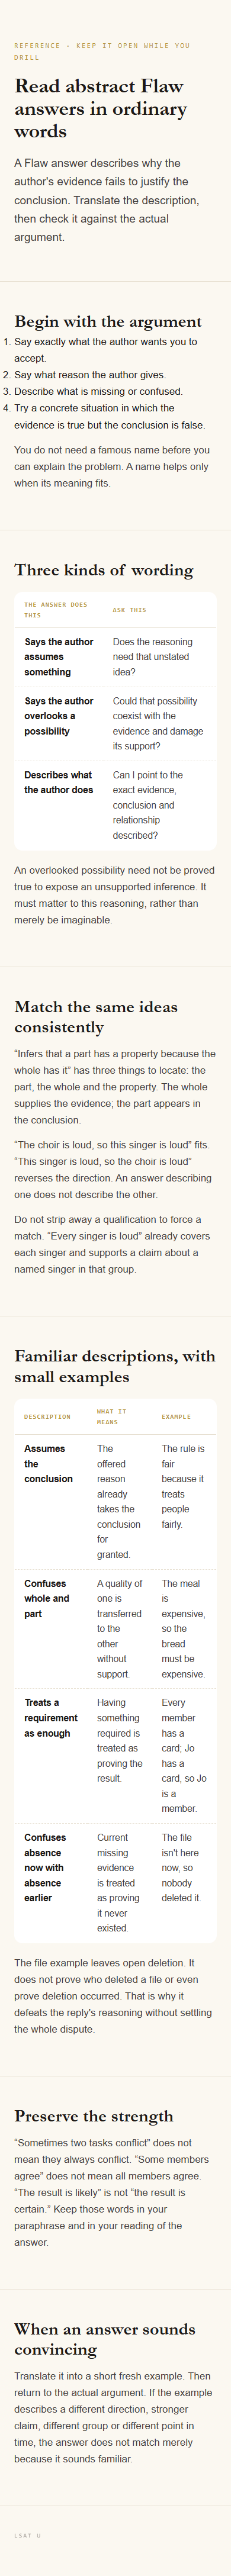 REFERENCE · KEEP IT OPEN WHILE YOU
DRILL
Read abstract Flaw
answers in ordinary
words
A Flaw answer describes why the
author's evidence fails to justify the
conclusion. Translate the description,
then check it against the actual
argument.
Begin with the argument
1. Say exactly what the author wants you to
accept.
2. Say what reason the author gives.
3. Describe what is missing or confused.
4. Try a concrete situation in which the
evidence is true but the conclusion is false.
You do not need a famous name before you
can explain the problem. A name helps only
when its meaning fits.
Three kinds of wording
THE ANSWER DOES
THIS
ASK THIS
Says the author
assumes
something
Does the reasoning
need that unstated
idea?
Says the author
overlooks a
possibility
Could that possibility
coexist with the
evidence and damage
its support?
Describes what
the author does
Can I point to the
exact evidence,
conclusion and
relationship
described?
An overlooked possibility need not be proved
true to expose an unsupported inference. It
must matter to this reasoning, rather than
merely be imaginable.
Match the same ideas
consistently
“Infers that a part has a property because the
whole has it” has three things to locate: the
part, the whole and the property. The whole
supplies the evidence; the part appears in
the conclusion.
“The choir is loud, so this singer is loud” fits.
“This singer is loud, so the choir is loud”
reverses the direction. An answer describing
one does not describe the other.
Do not strip away a qualification to force a
match. “Every singer is loud” already covers
each singer and supports a claim about a
named singer in that group.
Familiar descriptions, with
small examples
DESCRIPTION
WHAT IT
MEANS
EXAMPLE
Assumes
the
conclusion
The
offered
reason
already
takes the
conclusion
for
granted.
The rule is
fair
because it
treats
people
fairly.
Confuses
whole and
part
A quality of
one is
transferred
to the
other
without
support.
The meal
is
expensive,
so the
bread
must be
expensive.
Treats a
requirement
as enough
Having
something
required is
treated as
proving the
result.
Every
member
has a
card; Jo
has a
card, so Jo
is a
member.
Confuses
absence
now with
absence
earlier
Current
missing
evidence
is treated
as proving
it never
existed.
The file
isn't here
now, so
nobody
deleted it.
The file example leaves open deletion. It
does not prove who deleted a file or even
prove deletion occurred. That is why it
defeats the reply's reasoning without settling
the whole dispute.
Preserve the strength
“Sometimes two tasks conflict” does not
mean they always conflict. “Some members
agree” does not mean all members agree.
“The result is likely” is not “the result is
certain.” Keep those words in your
paraphrase and in your reading of the
answer.
When an answer sounds
convincing
Translate it into a short fresh example. Then
return to the actual argument. If the example
describes a different direction, stronger
claim, different group or different point in
time, the answer does not match merely
because it sounds familiar.
LSAT U